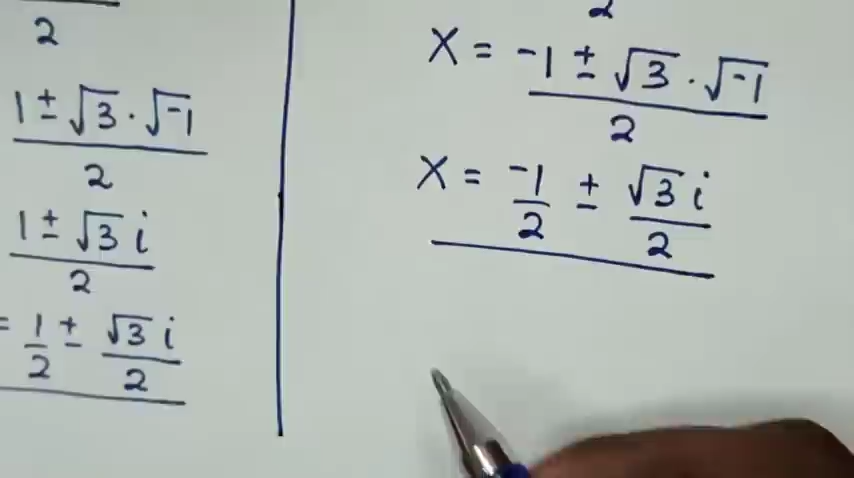 2
1 ± √3 · √-1
2
1 ± √3 i
2
= 1/2 ± √3 i/2
2
X = -1 ± √3 · √-1
2
X = -1/2 ± √3 i/2